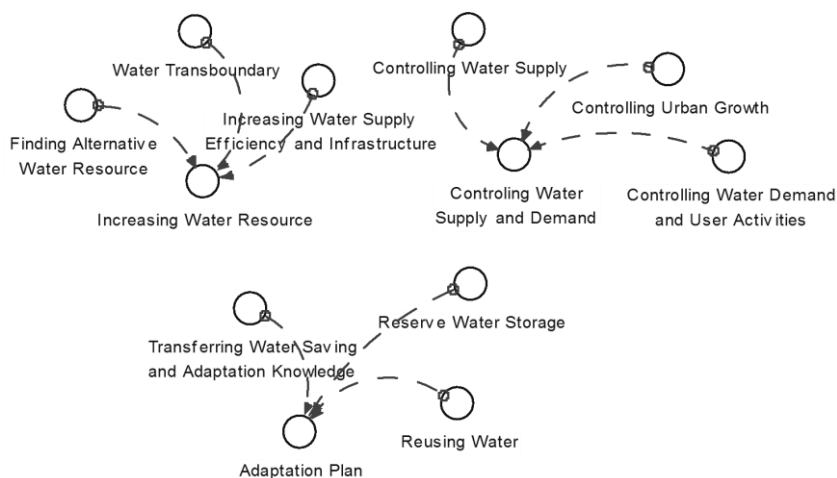 Water Transboundary
Controlling Water Supply
Increasing Water Supply
Efficiency and Infrastructure
Controlling Urban Growth
Finding Alternative
Water Resource
Increasing Water Resource
Controling Water
Supply and Demand
Controlling Water Demand
and User Activities
Reserve Water Storage
Transferring Water Saving
and Adaptation Knowledge
Reusing Water
Adaptation Plan